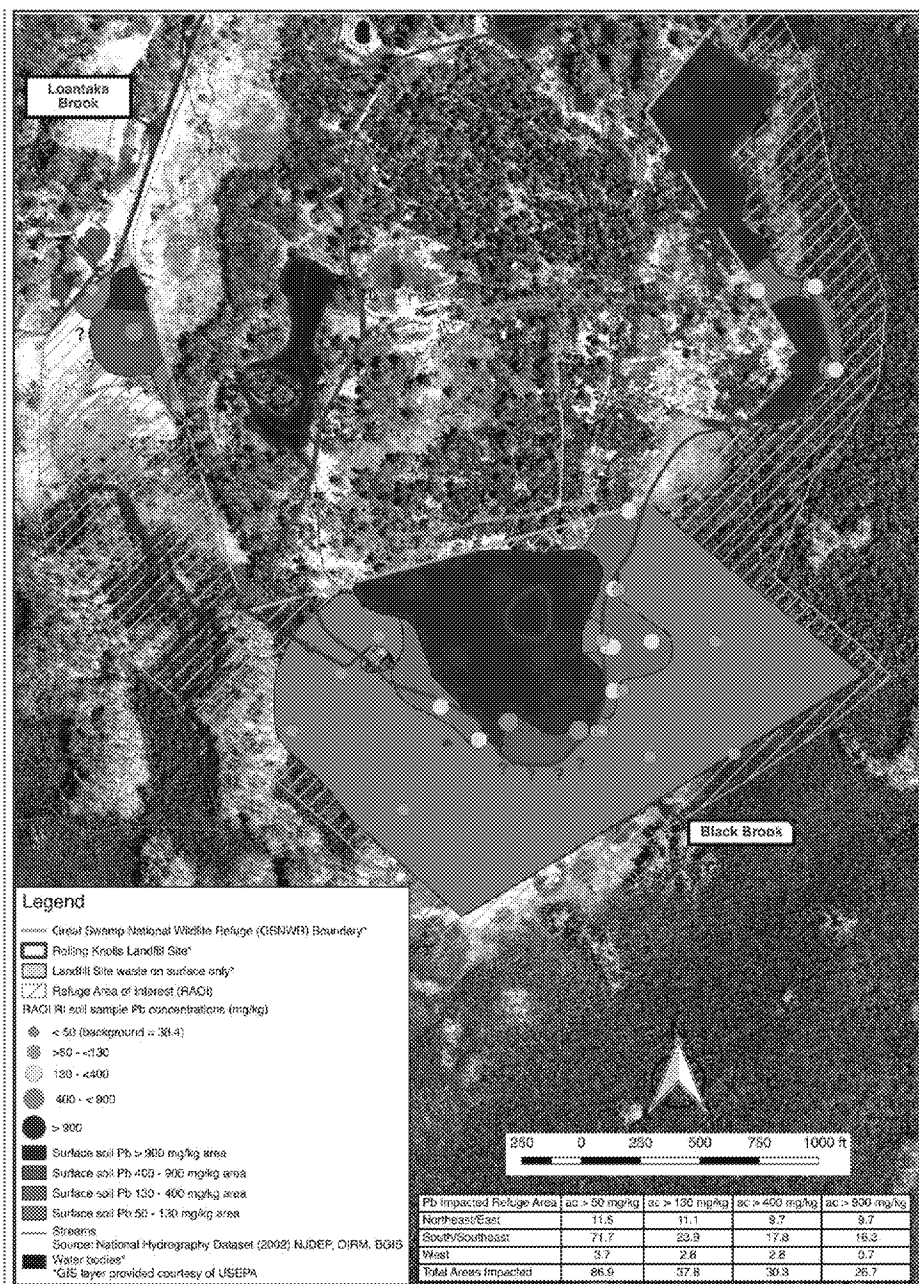 Loantaka
Brook
?
? ?
Black Brook
Legend
Great Swamp National Wildlife Refuge (GSNWR) Boundary*
Rolling Knolls Landfill Site*
Landfill Site waste on surface only*
Refuge Area of Interest (RAOI)
RAOI RI soil sample Pb concentrations (mg/kg)
< 50 (background = 38.4)
>50 - <130
130 - <400
400 - < 900
> 900
Surface soil Pb > 900 mg/kg area
Surface soil Pb 400 - 900 mg/kg area
Surface soil Pb 130 - 400 mg/kg area
Surface soil Pb 50 - 130 mg/kg area
Streams
Source: National Hydrography Dataset (2002) NJDEP, OIRM, BGIS
Water bodies*
*GIS layer provided courtesy of USEPA
250 0 250 500 750 1000 ft
Pb Impacted Refuge Area ac > 50 mg/kg ac > 130 mg/kg ac > 400 mg/kg ac > 900 mg/kg
Northeast/East 11.5 11.1 9.7 9.7
South/Southeast 71.7 23.9 17.8 16.3
West 3.7 2.8 2.8 0.7
Total Areas Impacted 86.9 37.8 30.3 26.7